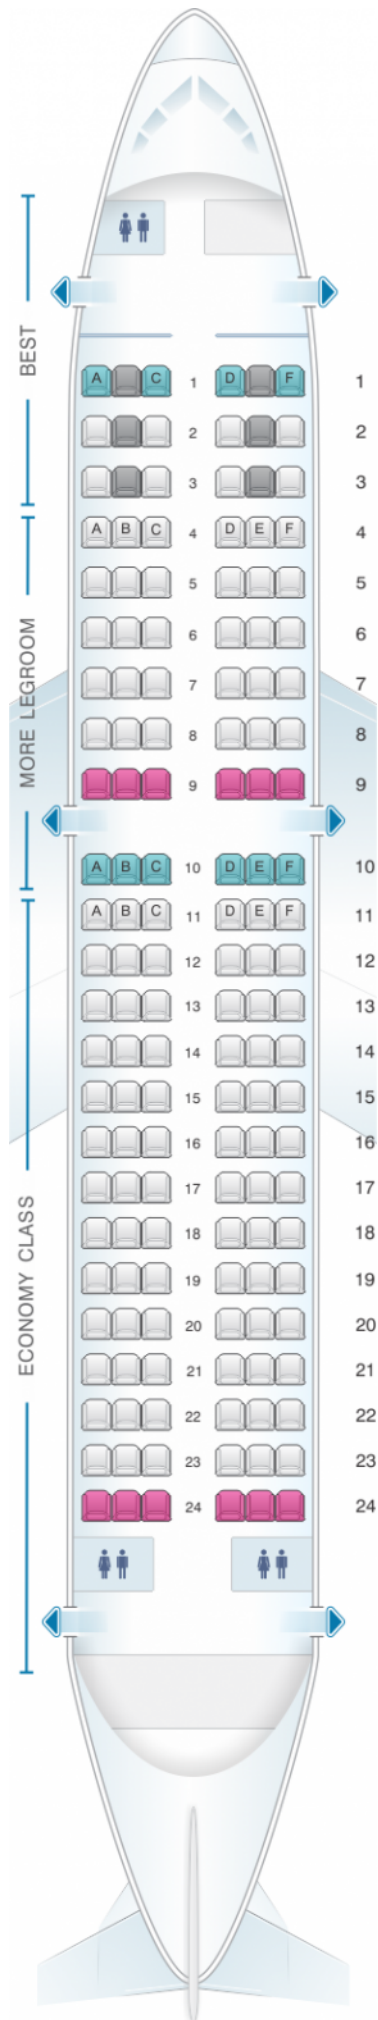 BEST
A C 1 D F 1
2 2
3 3
A B C 4 D E F 4
5 5
MORE LEGROOM
6 6
7 7
8 8
9 9
A B C 10 D E F 10
A B C 11 D E F 11
12 12
13 13
14 14
15 15
16 16
17 17
ECONOMY CLASS
18 18
19 19
20 20
21 21
22 22
23 23
24 24